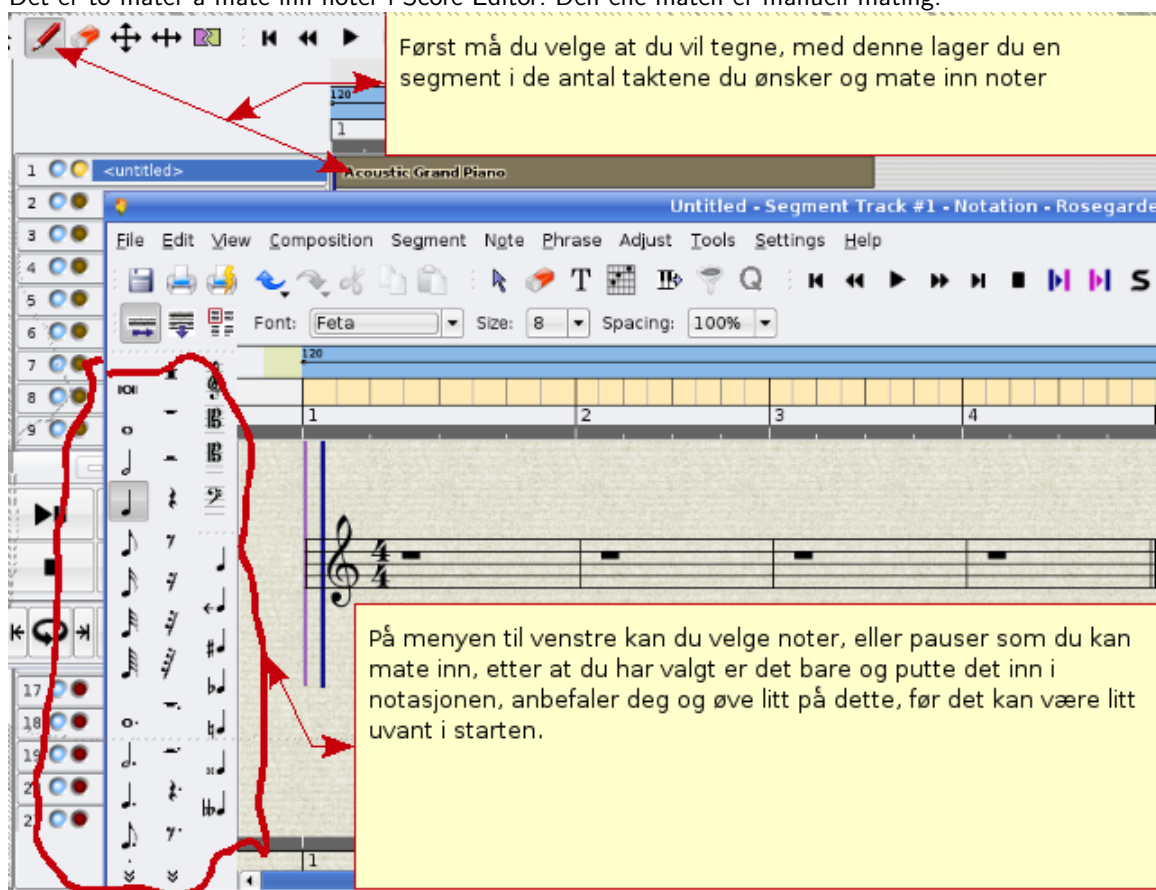 Det er to måter å mate inn noter i Score Editor. Den ene måten er manuell mating.
Først må du velge at du vil tegne, med denne lager du en
segment i de antal taktene du ønsker og mate inn noter
120
1
1 <untitled> Acoustic Grand Piano
2
Untitled - Segment Track #1 - Notation - Rosegarde
3
File Edit View Composition Segment Note Phrase Adjust Tools Settings Help
4
5
6
Font: Feta Size: 8 Spacing: 100%
7
120
8
1 2 3 4
9
På menyen til venstre kan du velge noter, eller pauser som du kan
mate inn, etter at du har valgt er det bare og putte det inn i
notasjonen, anbefaler deg og øve litt på dette, før det kan være litt
uvant i starten.
17
18
19
2
2
1